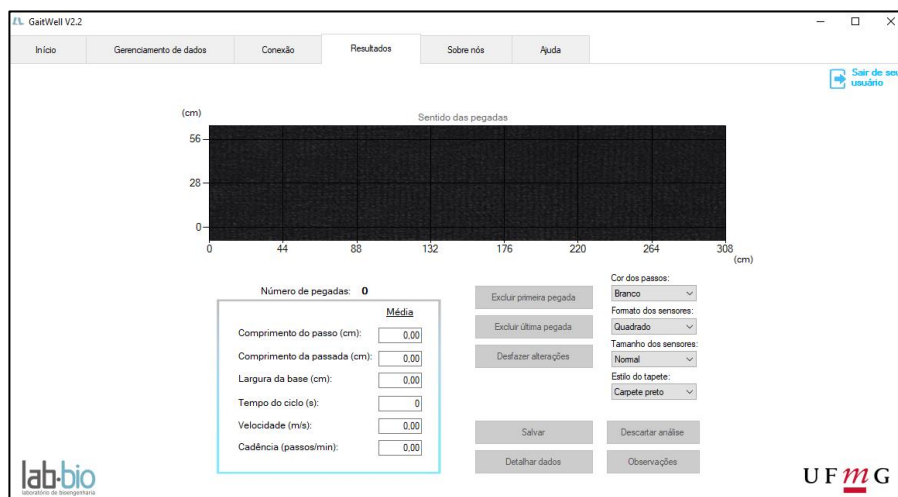 GaitWell V2.2
Início Gerenciamento de dados Conexão Resultados Sobre nós Ajuda
Sair de seu
usuário
(cm) Sentido das pegadas
56
28
0
0 44 88 132 176 220 264 308
(cm)
Número de pegadas: 0
Média
Comprimento do passo (cm): 0,00
Comprimento da passada (cm): 0,00
Largura da base (cm): 0,00
Tempo do ciclo (s): 0
Velocidade (m/s): 0,00
Cadência (passos/min): 0,00
Excluir primeira pegada
Excluir última pegada
Desfazer alterações
Cor dos passos:
Branco
Formato dos sensores:
Quadrado
Tamanho dos sensores:
Normal
Estilo do tapete:
Carpete preto
Salvar Descartar análise
Detalhar dados Observações
lab·bio
laboratório de bioengenharia
UFmG